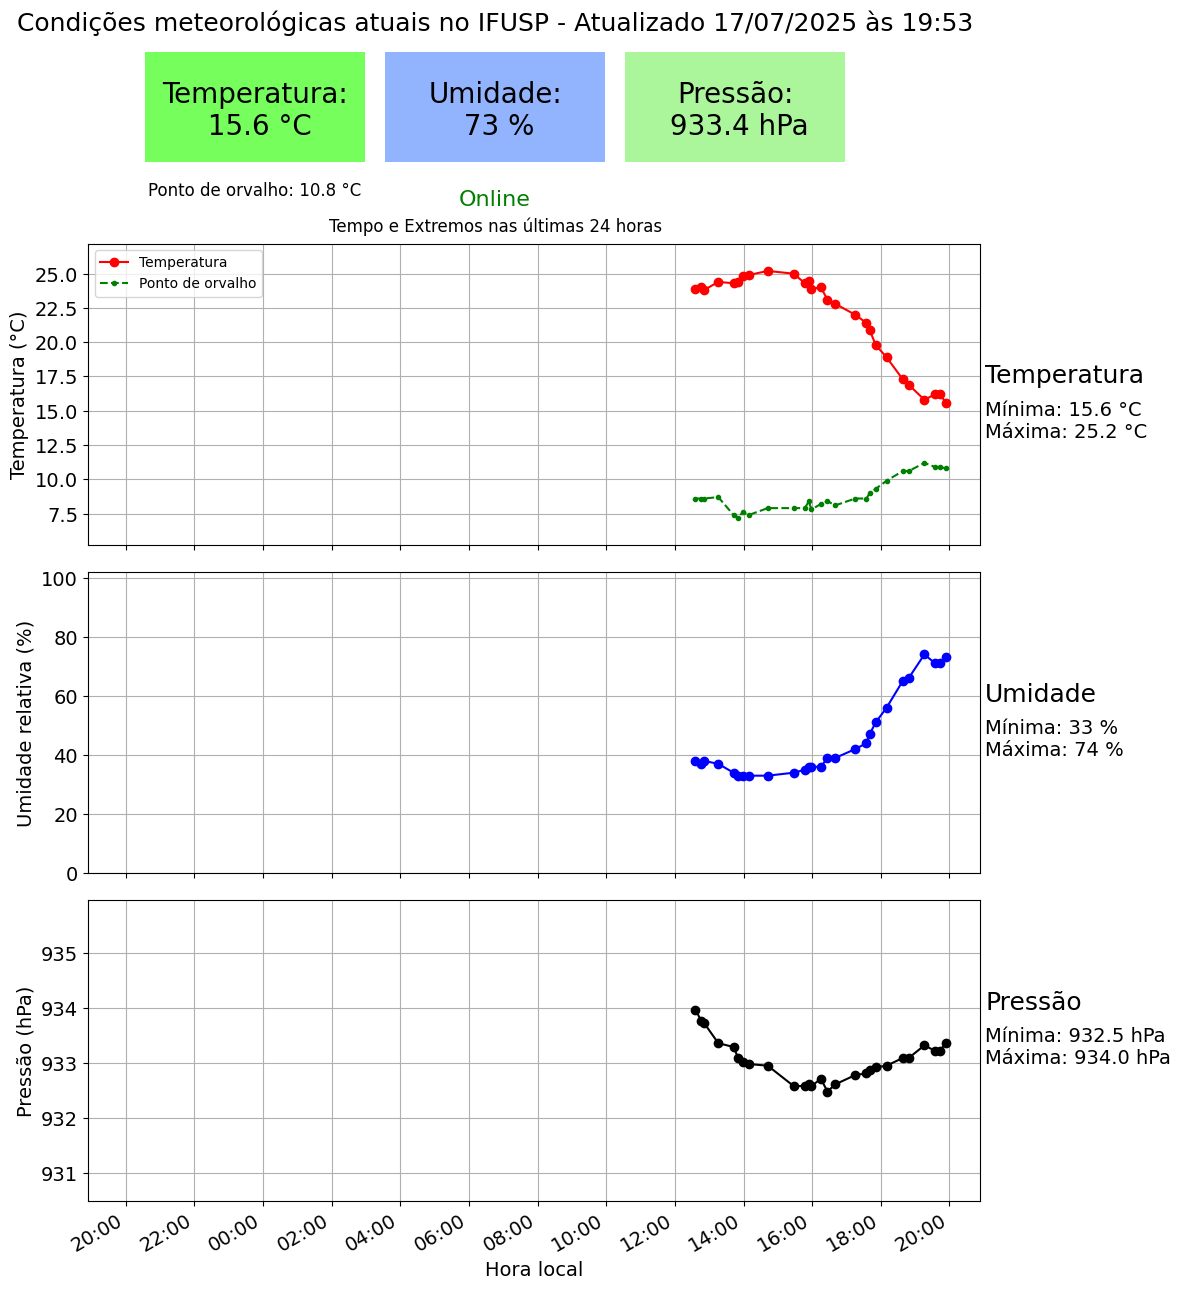 Condições meteorológicas atuais no IFUSP - Atualizado 17/07/2025 às 19:53
Temperatura:
15.6 °C
Umidade:
73 %
Pressão:
933.4 hPa
Ponto de orvalho: 10.8 °C
Online
Tempo e Extremos nas últimas 24 horas
Temperatura
Ponto de orvalho
Temperatura (°C)
25.0
22.5
20.0
17.5
15.0
12.5
10.0
7.5
Temperatura
Mínima: 15.6 °C
Máxima: 25.2 °C
Umidade relativa (%)
100
80
60
40
20
0
Umidade
Mínima: 33 %
Máxima: 74 %
Pressão (hPa)
935
934
933
932
931
Pressão
Mínima: 932.5 hPa
Máxima: 934.0 hPa
20:00 22:00 00:00 02:00 04:00 06:00 08:00 10:00 12:00 14:00 16:00 18:00 20:00
Hora local